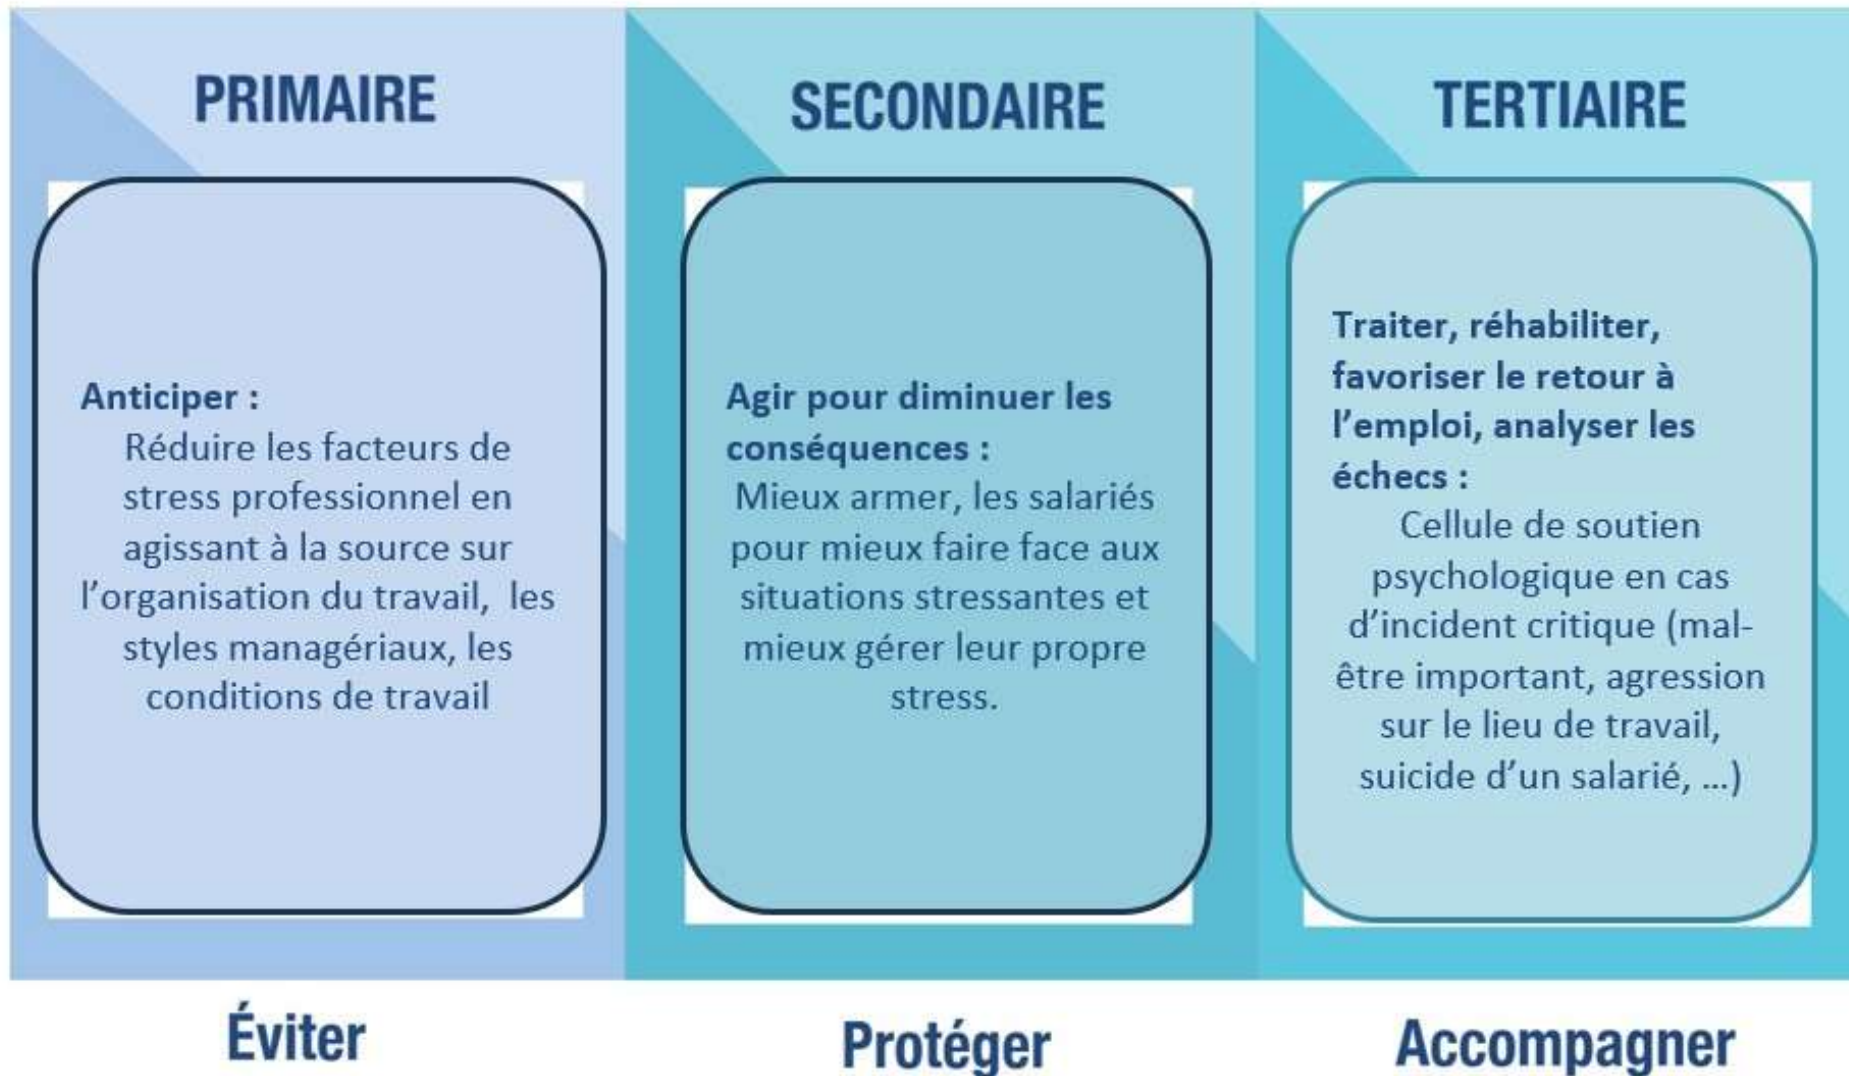 PRIMAIRE
Anticiper :
Réduire les facteurs de
stress professionnel en
agissant à la source sur
l'organisation du travail, les
styles managériaux, les
conditions de travail
Éviter
SECONDAIRE
Agir pour diminuer les
conséquences :
Mieux armer, les salariés
pour mieux faire face aux
situations stressantes et
mieux gérer leur propre
stress.
Protéger
TERTIAIRE
Traiter, réhabiliter,
favoriser le retour à
l'emploi, analyser les
échecs :
Cellule de soutien
psychologique en cas
d'incident critique (mal-
être important, agression
sur le lieu de travail,
suicide d'un salarié, ...)
Accompagner